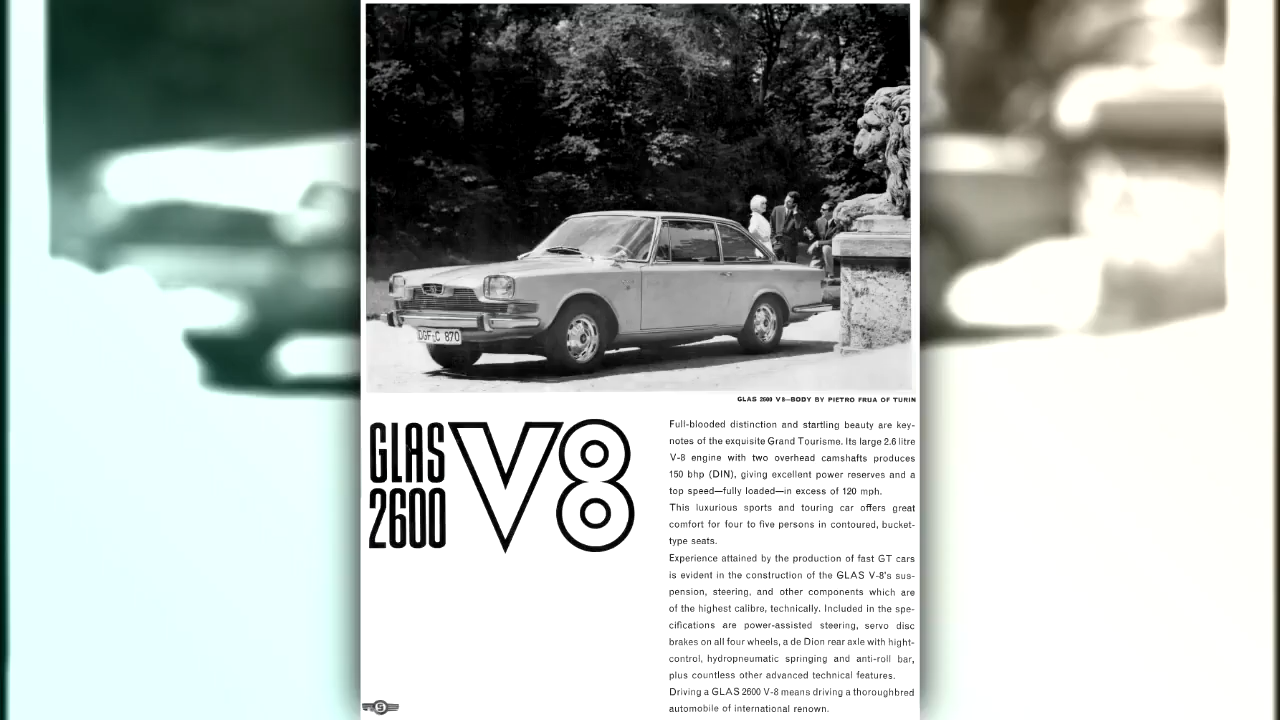 DGF-C 870
GLAS 2600 V8—BODY BY PIETRO FRUA OF TURIN
GLAS
2600
V8
Full-blooded distinction and startling beauty are key-
notes of the exquisite Grand Tourisme. Its large 2.6 litre
V-8 engine with two overhead camshafts produces
150 bhp (DIN), giving excellent power reserves and a
top speed—fully loaded—in excess of 120 mph.
This luxurious sports and touring car offers great
comfort for four to five persons in contoured, bucket-
type seats.
Experience attained by the production of fast GT cars
is evident in the construction of the GLAS V-8's sus-
pension, steering, and other components which are
of the highest calibre, technically. Included in the spe-
cifications are power-assisted steering, servo disc
brakes on all four wheels, a de Dion rear axle with hight-
control, hydropneumatic springing and anti-roll bar,
plus countless other advanced technical features.
Driving a GLAS 2600 V-8 means driving a thoroughbred
automobile of international renown.